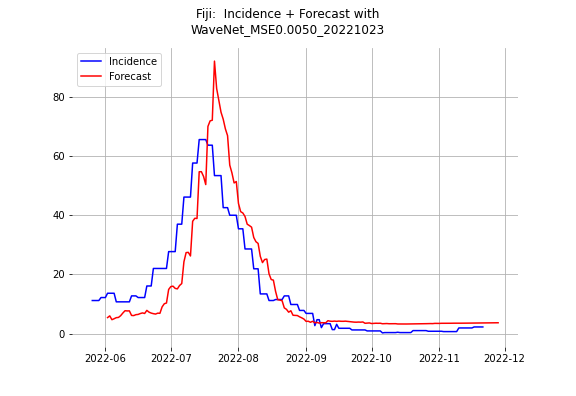 Fiji:  Incidence + Forecast with
WaveNet_MSE0.0050_20221023
Incidence
Forecast
80
60
40
20
0
2022-06 2022-07 2022-08 2022-09 2022-10 2022-11 2022-12